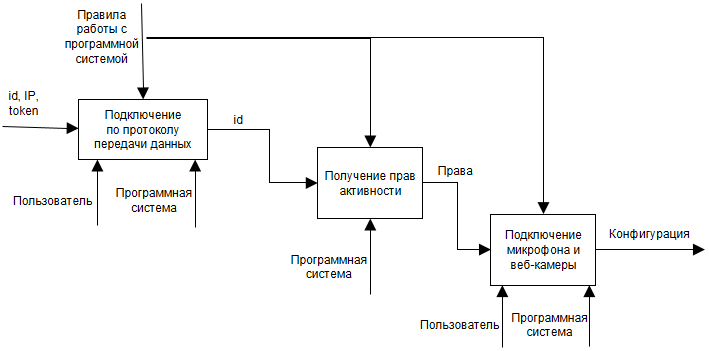 Правила
работы с
программной
системой
id, IP,
token
Подключение
по протоколу
передачи данных
id
Пользователь
Программная
система
Получение прав
активности
Права
Программная
система
Подключение
микрофона и
веб-камеры
Конфигурация
Пользователь
Программная
система